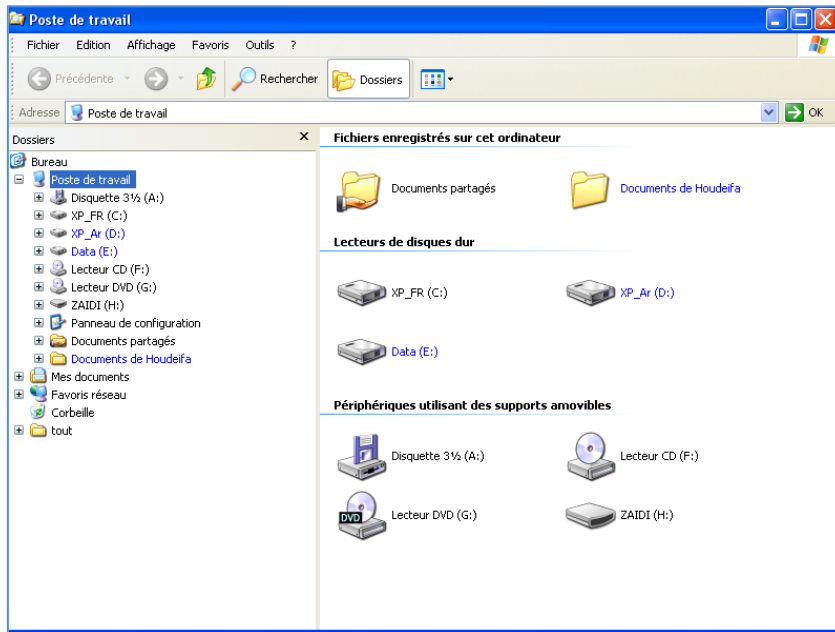 Poste de travail
Fichier Edition Affichage Favoris Outils ?
Précédente Rechercher Dossiers
Adresse Poste de travail OK
Dossiers
Bureau
Poste de travail
Disquette 3½ (A:)
XP_FR (C:)
XP_Ar (D:)
Data (E:)
Lecteur CD (F:)
Lecteur DVD (G:)
ZAIDI (H:)
Panneau de configuration
Documents partagés
Documents de Houdeifa
Mes documents
Favoris réseau
Corbeille
tout
Fichiers enregistrés sur cet ordinateur
Documents partagés Documents de Houdeifa
Lecteurs de disques dur
XP_FR (C:) XP_Ar (D:)
Data (E:)
Périphériques utilisant des supports amovibles
Disquette 3½ (A:) Lecteur CD (F:)
DVD Lecteur DVD (G:) ZAIDI (H:)